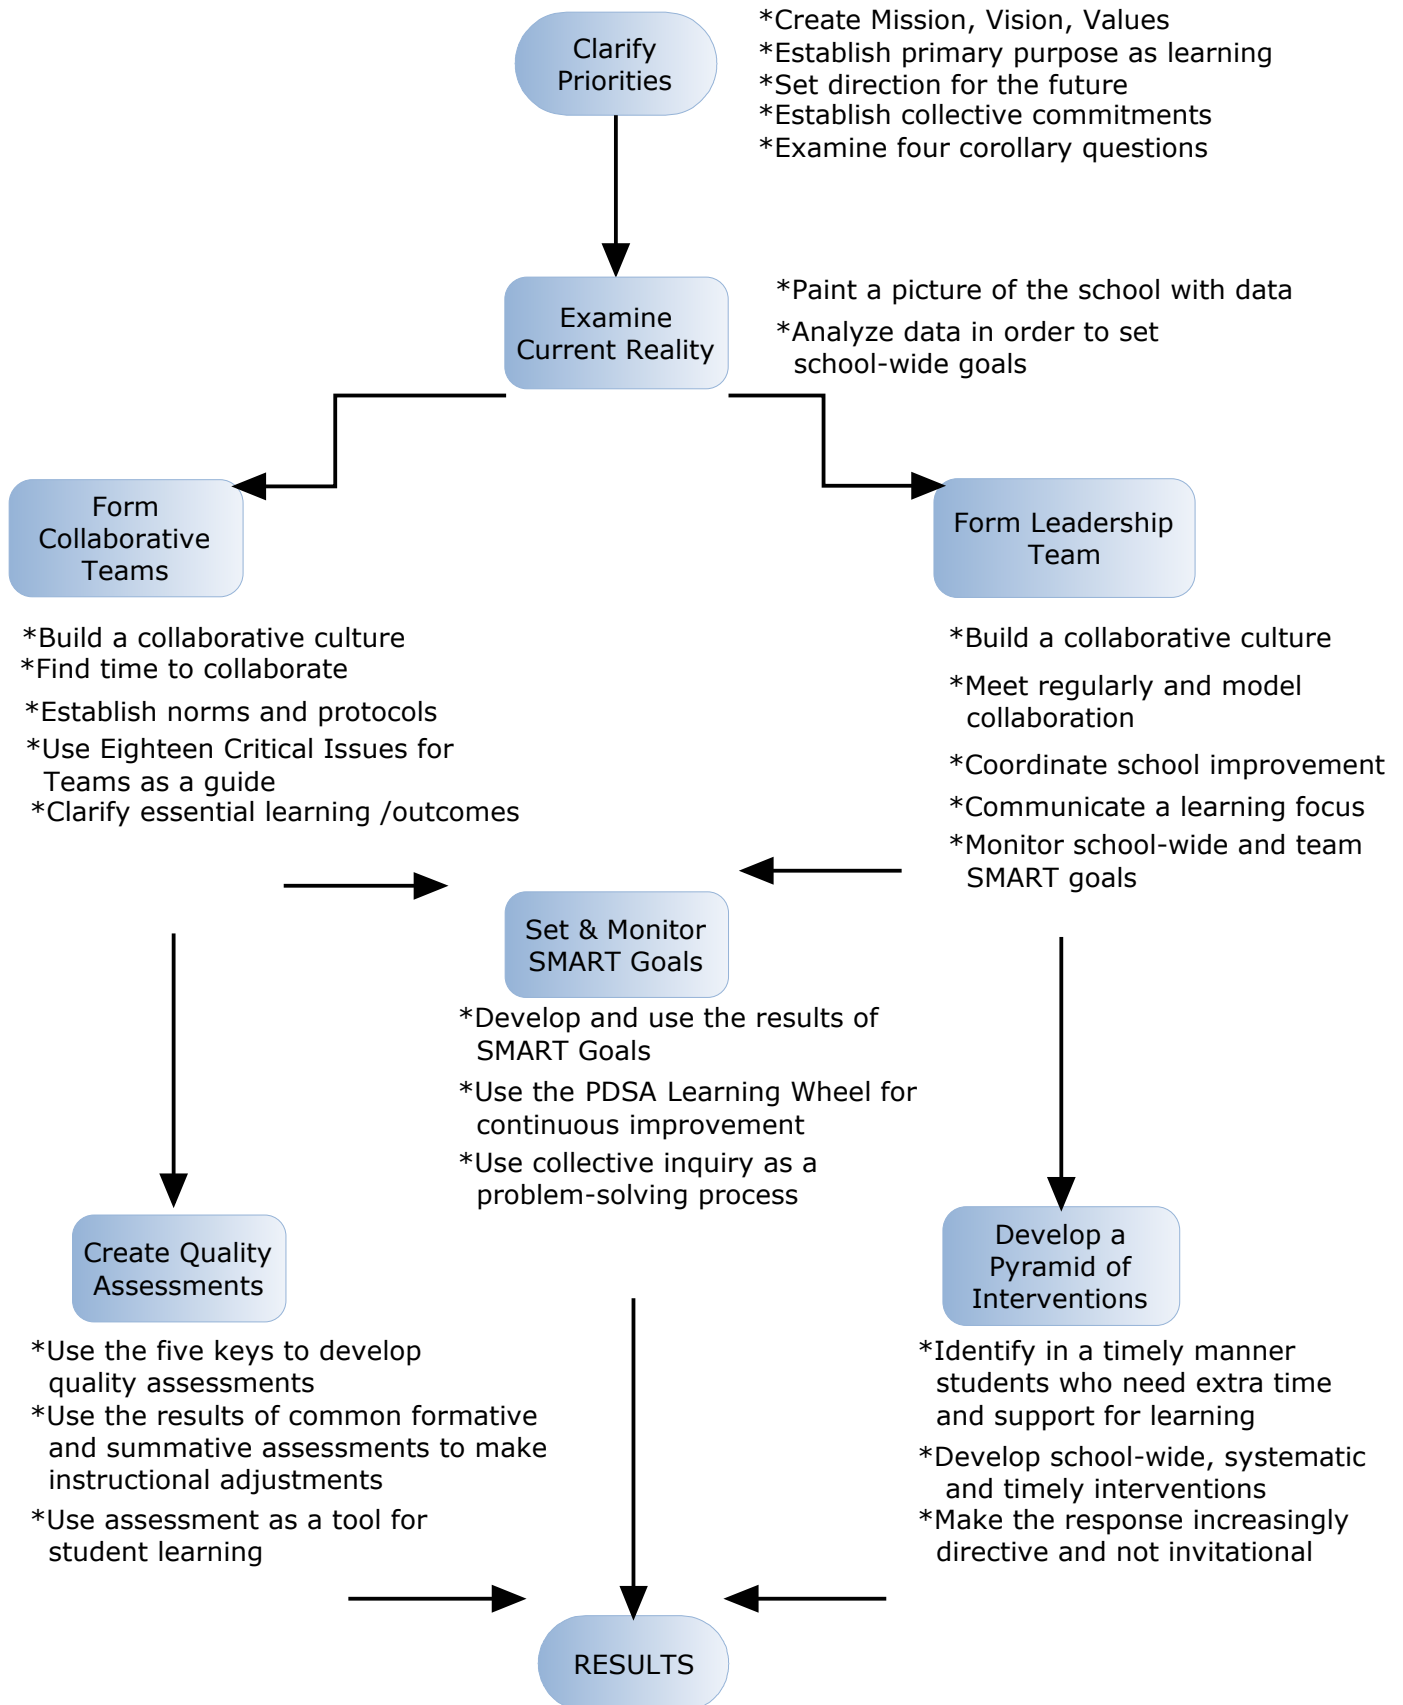 Clarify
Priorities
*Create Mission, Vision, Values
*Establish primary purpose as learning
*Set direction for the future
*Establish collective commitments
*Examine four corollary questions
Examine
Current Reality
*Paint a picture of the school with data
*Analyze data in order to set
school-wide goals
Form
Collaborative
Teams
*Build a collaborative culture
*Find time to collaborate
*Establish norms and protocols
*Use Eighteen Critical Issues for
Teams as a guide
*Clarify essential learning /outcomes
Form Leadership
Team
*Build a collaborative culture
*Meet regularly and model
collaboration
*Coordinate school improvement
*Communicate a learning focus
*Monitor school-wide and team
SMART goals
Set & Monitor
SMART Goals
*Develop and use the results of
SMART Goals
*Use the PDSA Learning Wheel for
continuous improvement
*Use collective inquiry as a
problem-solving process
Create Quality
Assessments
*Use the five keys to develop
quality assessments
*Use the results of common formative
and summative assessments to make
instructional adjustments
*Use assessment as a tool for
student learning
Develop a
Pyramid of
Interventions
*Identify in a timely manner
students who need extra time
and support for learning
*Develop school-wide, systematic
and timely interventions
*Make the response increasingly
directive and not invitational
RESULTS